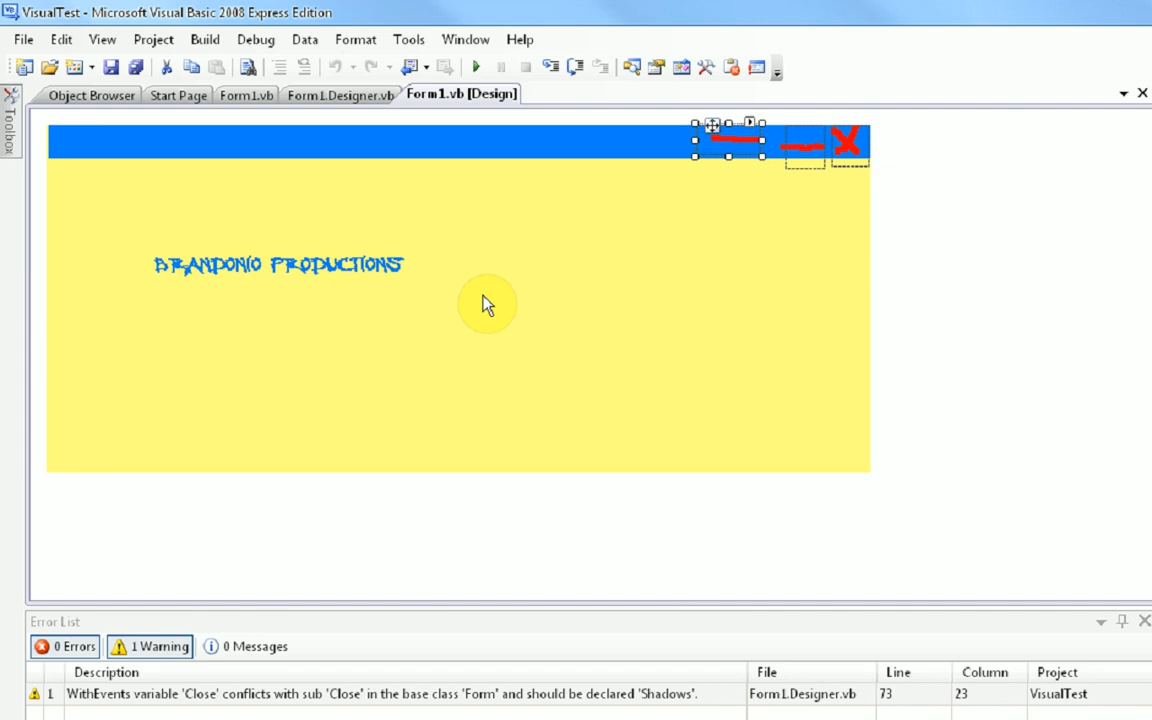 VisualTest - Microsoft Visual Basic 2008 Express Edition
File Edit View Project Build Debug Data Format Tools Window Help
Toolbox
Object Browser Start Page Form1.vb Form1.Designer.vb Form1.vb [Design]
BRANDONIO PRODUCTIONS
Error List
0 Errors 1 Warning 0 Messages
Description File Line Column Project
1 WithEvents variable 'Close' conflicts with sub 'Close' in the base class 'Form' and should be declared 'Shadows'. Form1.Designer.vb 73 23 VisualTest